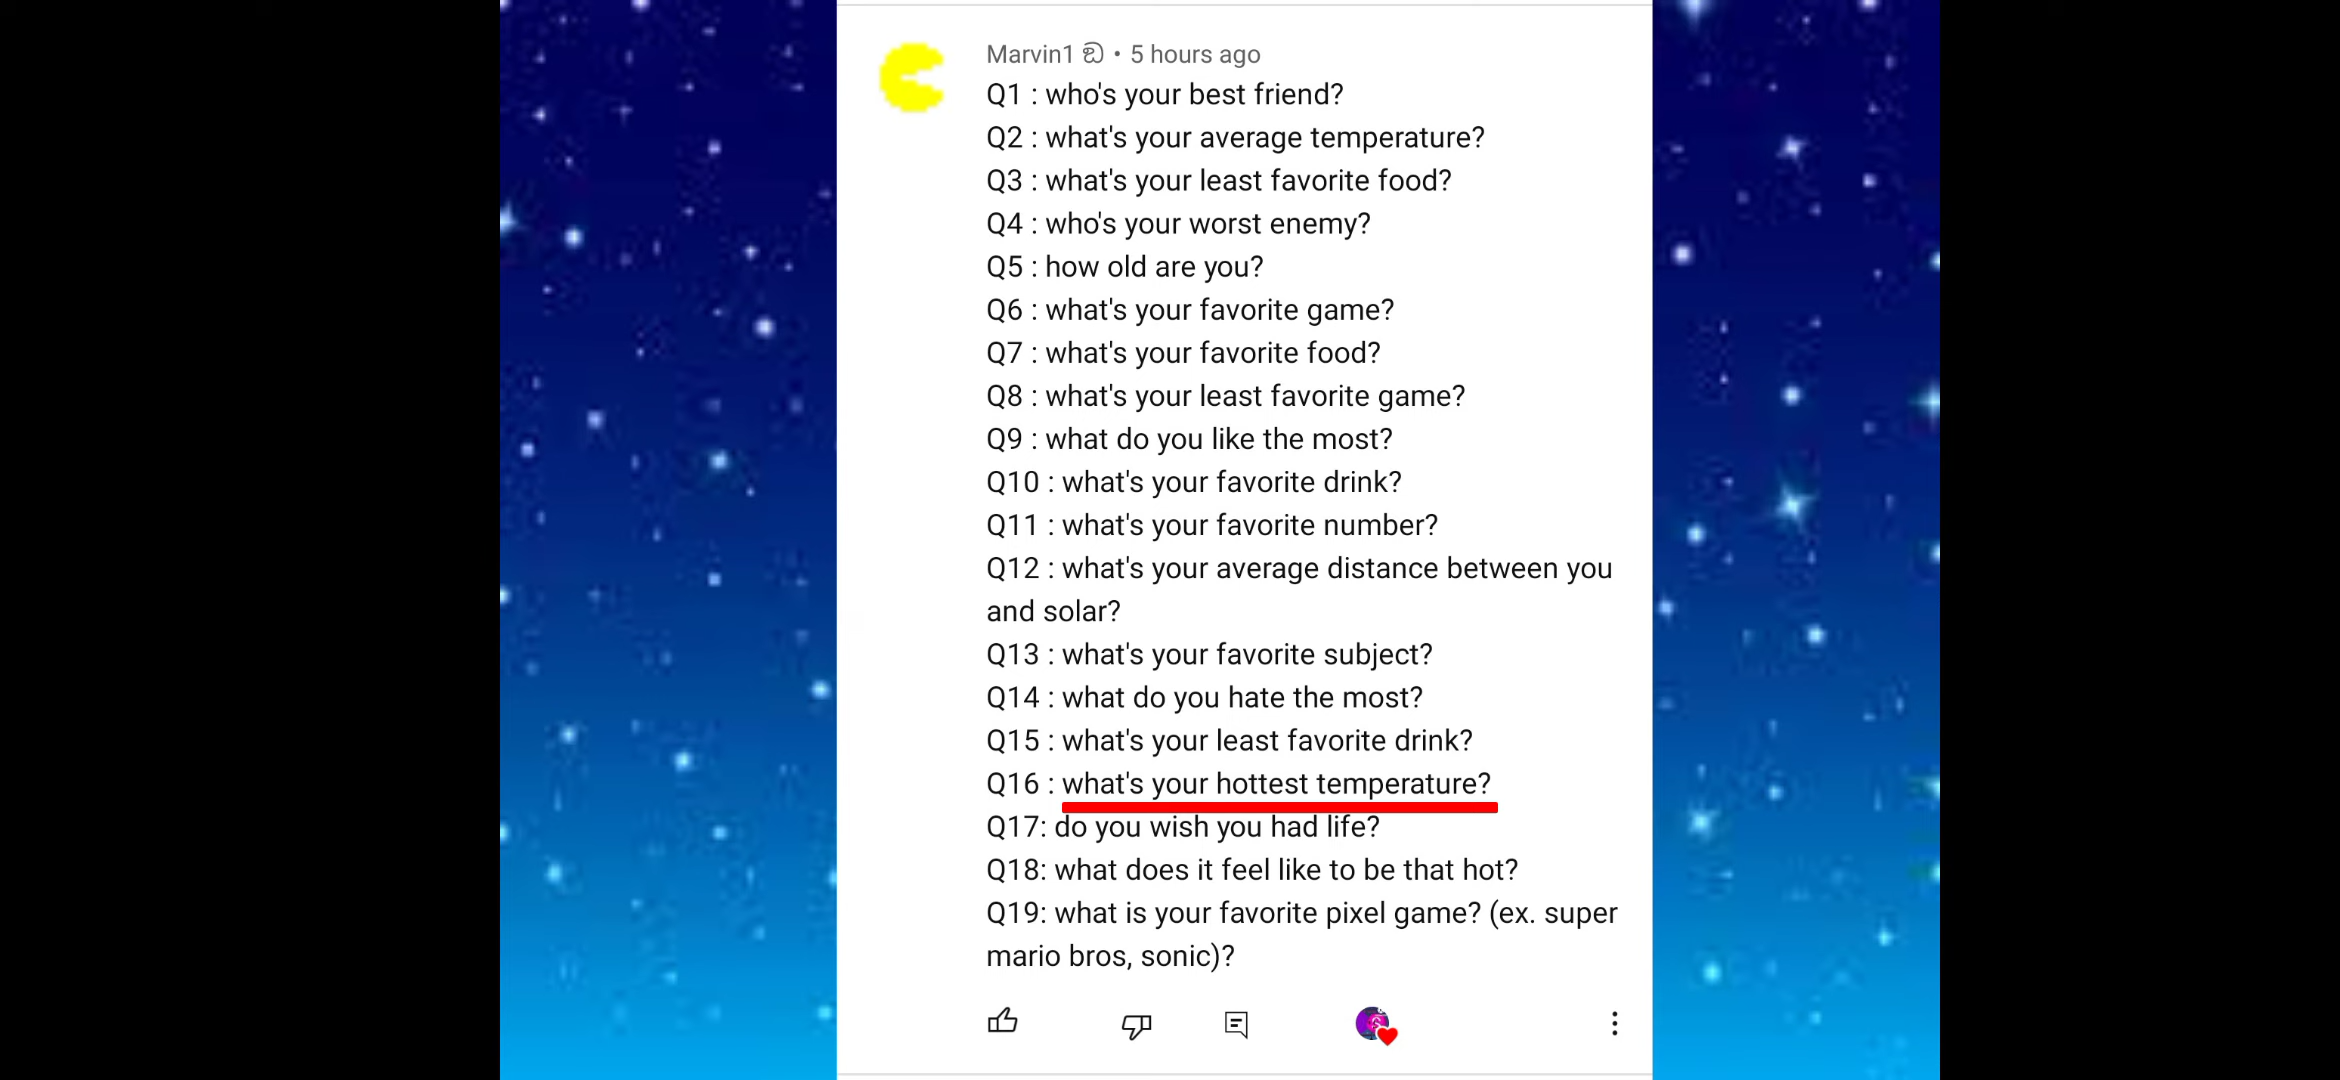 Marvin1 ඞ • 5 hours ago
Q1 : who's your best friend?
Q2 : what's your average temperature?
Q3 : what's your least favorite food?
Q4 : who's your worst enemy?
Q5 : how old are you?
Q6 : what's your favorite game?
Q7 : what's your favorite food?
Q8 : what's your least favorite game?
Q9 : what do you like the most?
Q10 : what's your favorite drink?
Q11 : what's your favorite number?
Q12 : what's your average distance between you
and solar?
Q13 : what's your favorite subject?
Q14 : what do you hate the most?
Q15 : what's your least favorite drink?
Q16 : what's your hottest temperature?
Q17: do you wish you had life?
Q18: what does it feel like to be that hot?
Q19: what is your favorite pixel game? (ex. super
mario bros, sonic)?